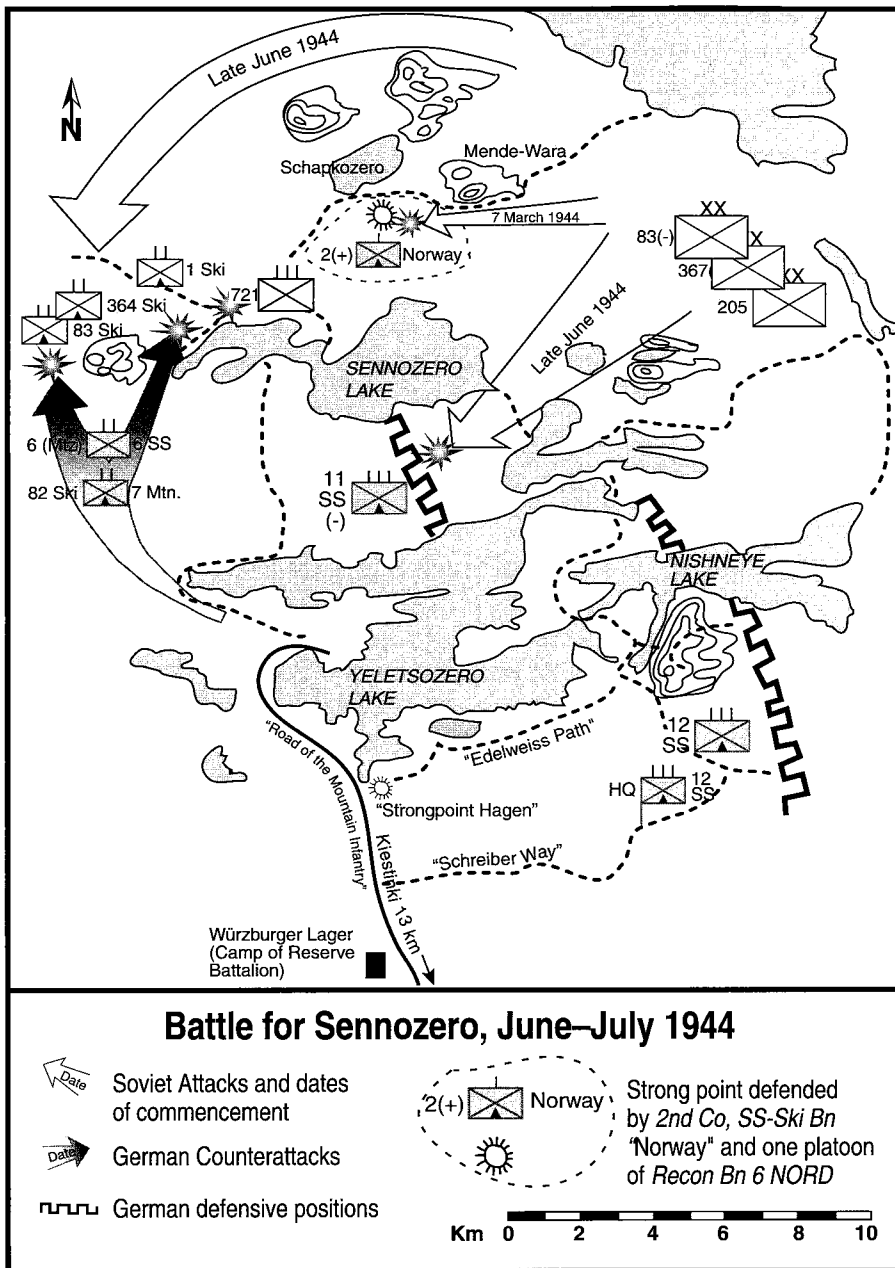 Late June 1944
N
Schapkozero
Mende-Wara
7 March 1944
2(+) Norway
XX
83(-)
X
367
XX
205
1 Ski
364 Ski
83 Ski
721
Late June 1944
SENNOZERO
LAKE
6 (Mtz) 6 SS
82 Ski 7 Mtn.
11
SS
(-)
NISHNEYE
LAKE
YELETSOZERO
LAKE
"Road of the Mountain Infantry"
"Edelweiss Path"
12
SS
HQ 12
SS
"Strongpoint Hagen"
"Schreiber Way"
Kiestinki 13 km
Würzburger Lager
(Camp of Reserve
Battalion)
Battle for Sennozero, June–July 1944
Date Soviet Attacks and dates
of commencement
Date German Counterattacks
German defensive positions
2(+) Norway
Strong point defended
by 2nd Co, SS-Ski Bn
"Norway" and one platoon
of Recon Bn 6 NORD
Km 0 2 4 6 8 10